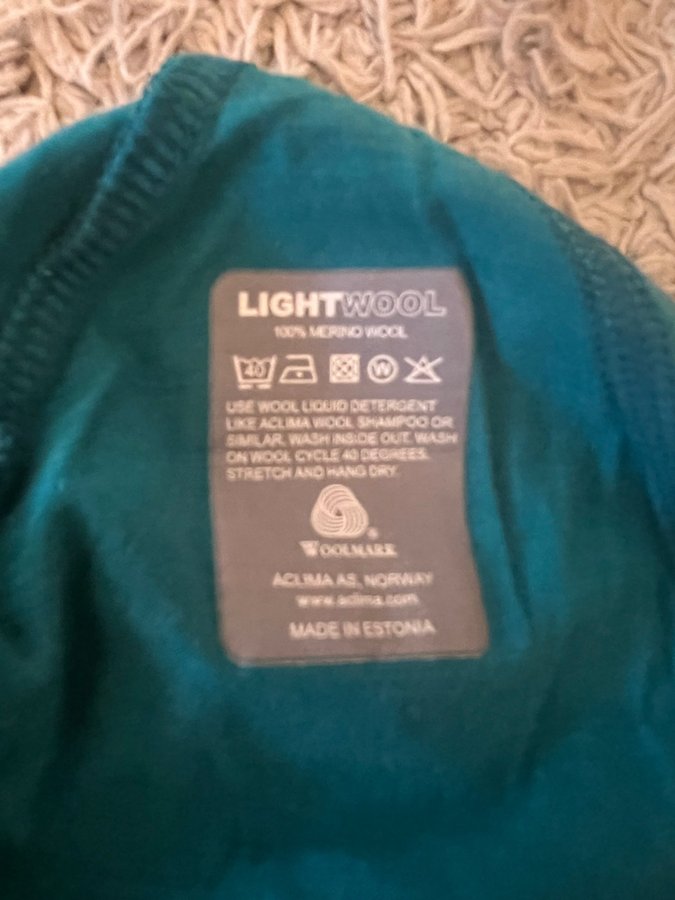 LIGHTWOOL
100% MERINO WOOL
40 W
USE WOOL LIQUID DETERGENT
LIKE ACLIMA WOOL SHAMPOO OR
SIMILAR. WASH INSIDE OUT. WASH
ON WOOL CYCLE 40 DEGREES.
STRETCH AND HANG DRY.
®
WOOLMARK
ACLIMA AS, NORWAY
www.aclima.com
MADE IN ESTONIA